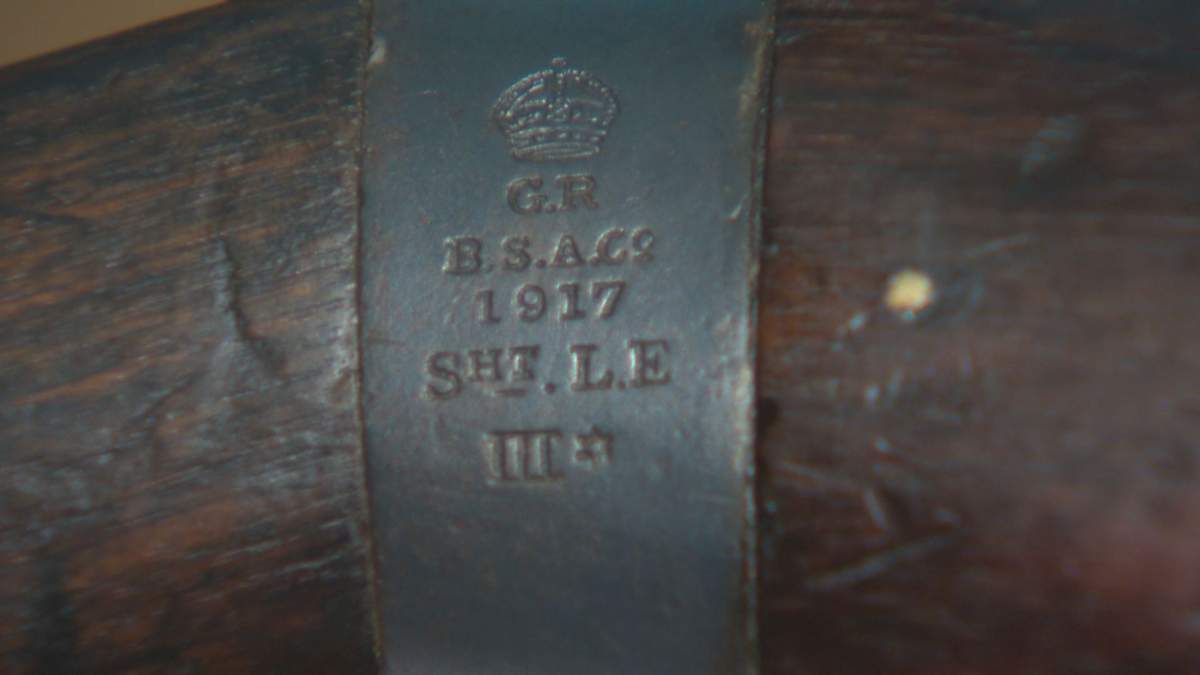 G.R
B.S.A.Cº
1917
SHT.L.E
III*